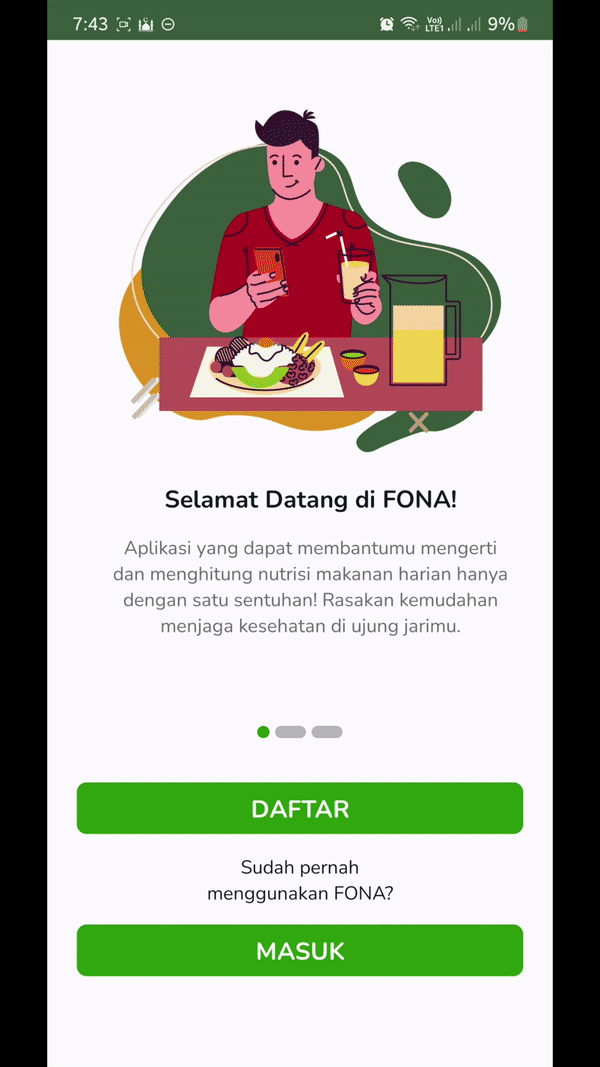 7:43
Vo))
LTE1
9%
Selamat Datang di FONA!
Aplikasi yang dapat membantumu mengerti
dan menghitung nutrisi makanan harian hanya
dengan satu sentuhan! Rasakan kemudahan
menjaga kesehatan di ujung jarimu.
DAFTAR
Sudah pernah
menggunakan FONA?
MASUK